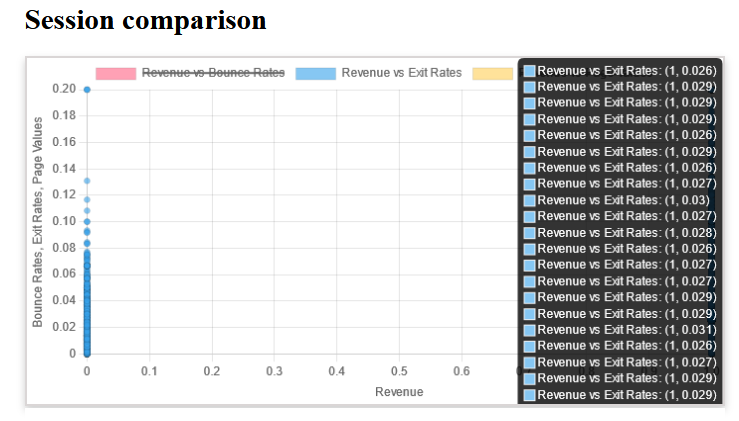 Session comparison
Revenue vs Bounce Rates
Revenue vs Exit Rates
Bounce Rates, Exit Rates, Page Values
0.20
0.18
0.16
0.14
0.12
0.10
0.08
0.06
0.04
0.02
0
0
0.1
0.2
0.3
0.4
0.5
0.6
Revenue
Revenue vs Exit Rates: (1, 0.026)
Revenue vs Exit Rates: (1, 0.029)
Revenue vs Exit Rates: (1, 0.029)
Revenue vs Exit Rates: (1, 0.029)
Revenue vs Exit Rates: (1, 0.026)
Revenue vs Exit Rates: (1, 0.029)
Revenue vs Exit Rates: (1, 0.026)
Revenue vs Exit Rates: (1, 0.027)
Revenue vs Exit Rates: (1, 0.03)
Revenue vs Exit Rates: (1, 0.027)
Revenue vs Exit Rates: (1, 0.028)
Revenue vs Exit Rates: (1, 0.026)
Revenue vs Exit Rates: (1, 0.027)
Revenue vs Exit Rates: (1, 0.027)
Revenue vs Exit Rates: (1, 0.029)
Revenue vs Exit Rates: (1, 0.029)
Revenue vs Exit Rates: (1, 0.031)
Revenue vs Exit Rates: (1, 0.026)
Revenue vs Exit Rates: (1, 0.027)
Revenue vs Exit Rates: (1, 0.029)
Revenue vs Exit Rates: (1, 0.029)